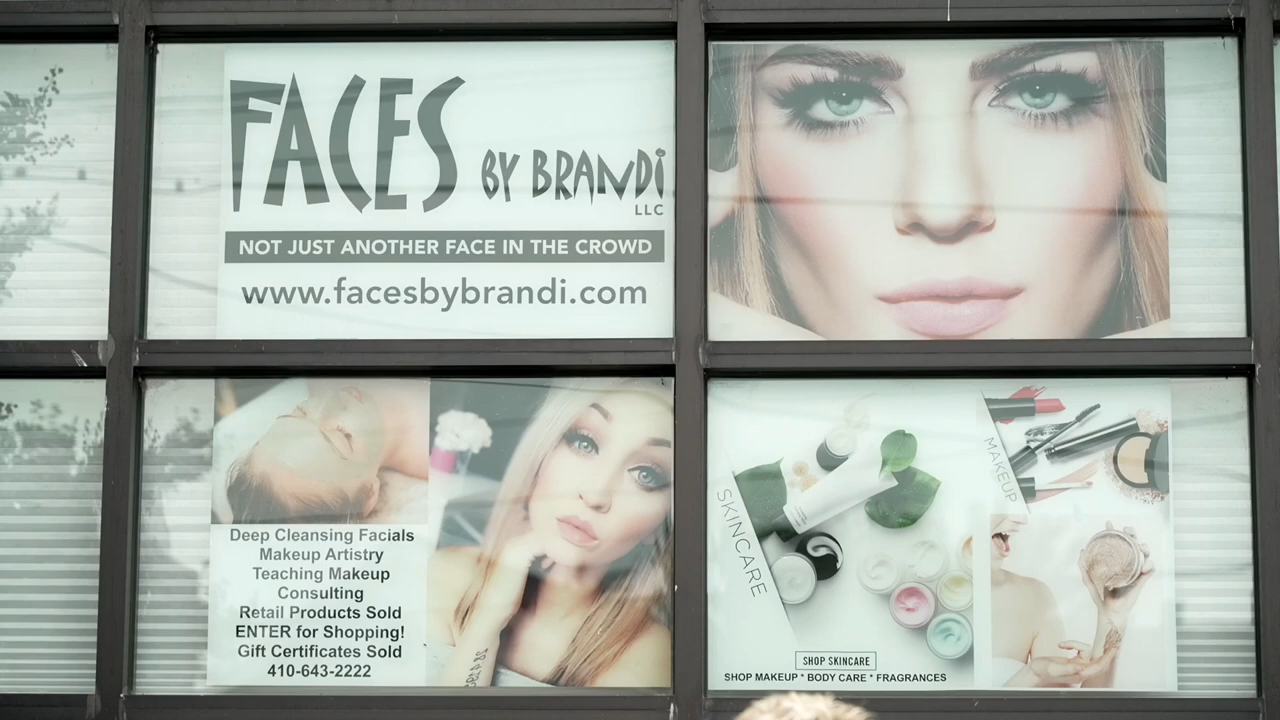 FACES BY BRANDi
LLC
NOT JUST ANOTHER FACE IN THE CROWD
www.facesbybrandi.com
Deep Cleansing Facials
Makeup Artistry
Teaching Makeup
Consulting
Retail Products Sold
ENTER for Shopping!
Gift Certificates Sold
410-643-2222
SKINCARE
MAKEUP
SHOP SKINCARE
SHOP MAKEUP * BODY CARE * FRAGRANCES